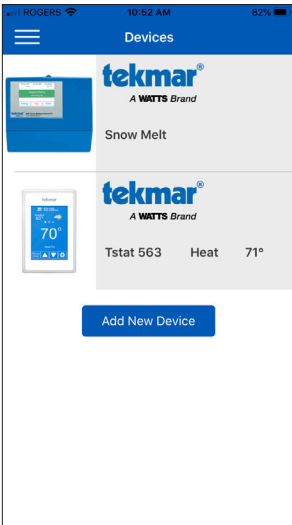 ROGERS 10:52 AM 82%
Devices
tekmar®
A WATTS Brand
Snow Melt
tekmar®
A WATTS Brand
tekmar
70°
Tstat 563 Heat 71°
Add New Device